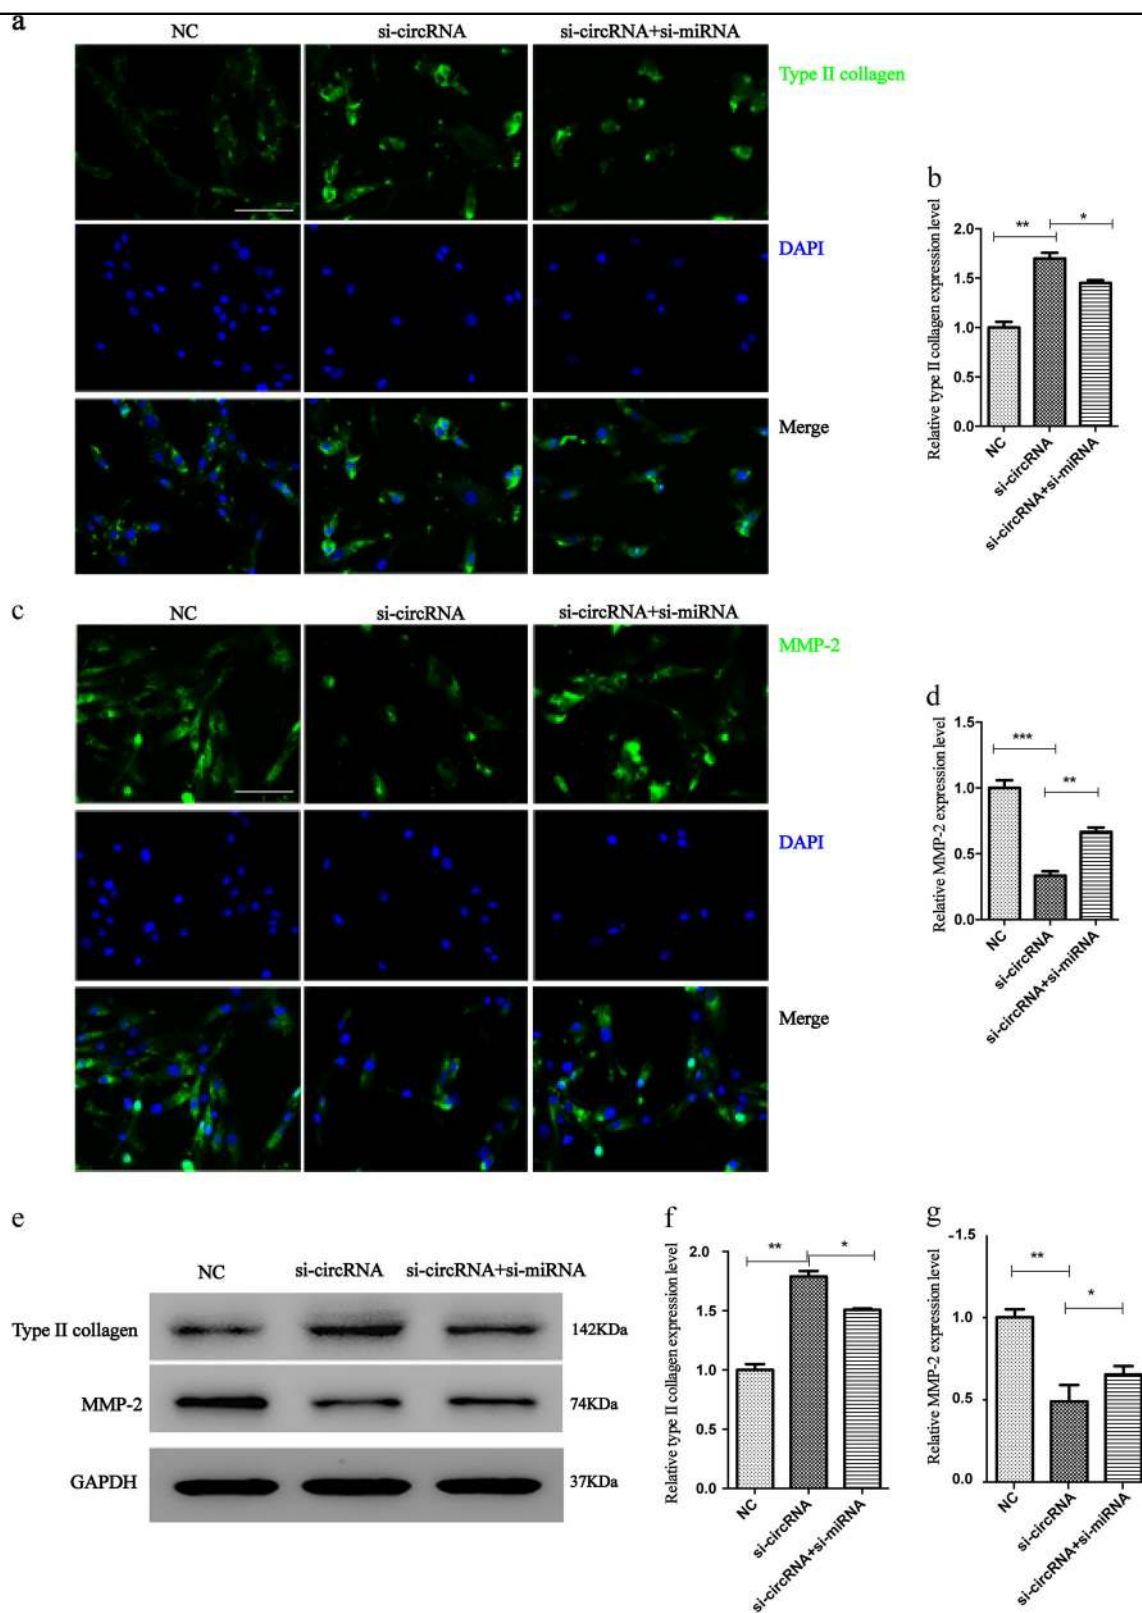 a
NC si-circRNA si-circRNA+si-miRNA
Type II collagen
DAPI
Merge
b
Relative type II collagen expression level
2.0
1.5
1.0
0.5
0.0
** *
NC si-circRNA si-circRNA+si-miRNA
c
NC si-circRNA si-circRNA+si-miRNA
MMP-2
DAPI
Merge
d
Relative MMP-2 expression level
1.5
1.0
0.5
0.0
*** **
NC si-circRNA si-circRNA+si-miRNA
e
NC si-circRNA si-circRNA+si-miRNA
Type II collagen 142KDa
MMP-2 74KDa
GAPDH 37KDa
f
Relative type II collagen expression level
2.0
1.5
1.0
0.5
0.0
** *
NC si-circRNA si-circRNA+si-miRNA
g
Relative MMP-2 expression level
-1.5
1.0
0.5
0.0
** *
NC si-circRNA si-circRNA+si-miRNA